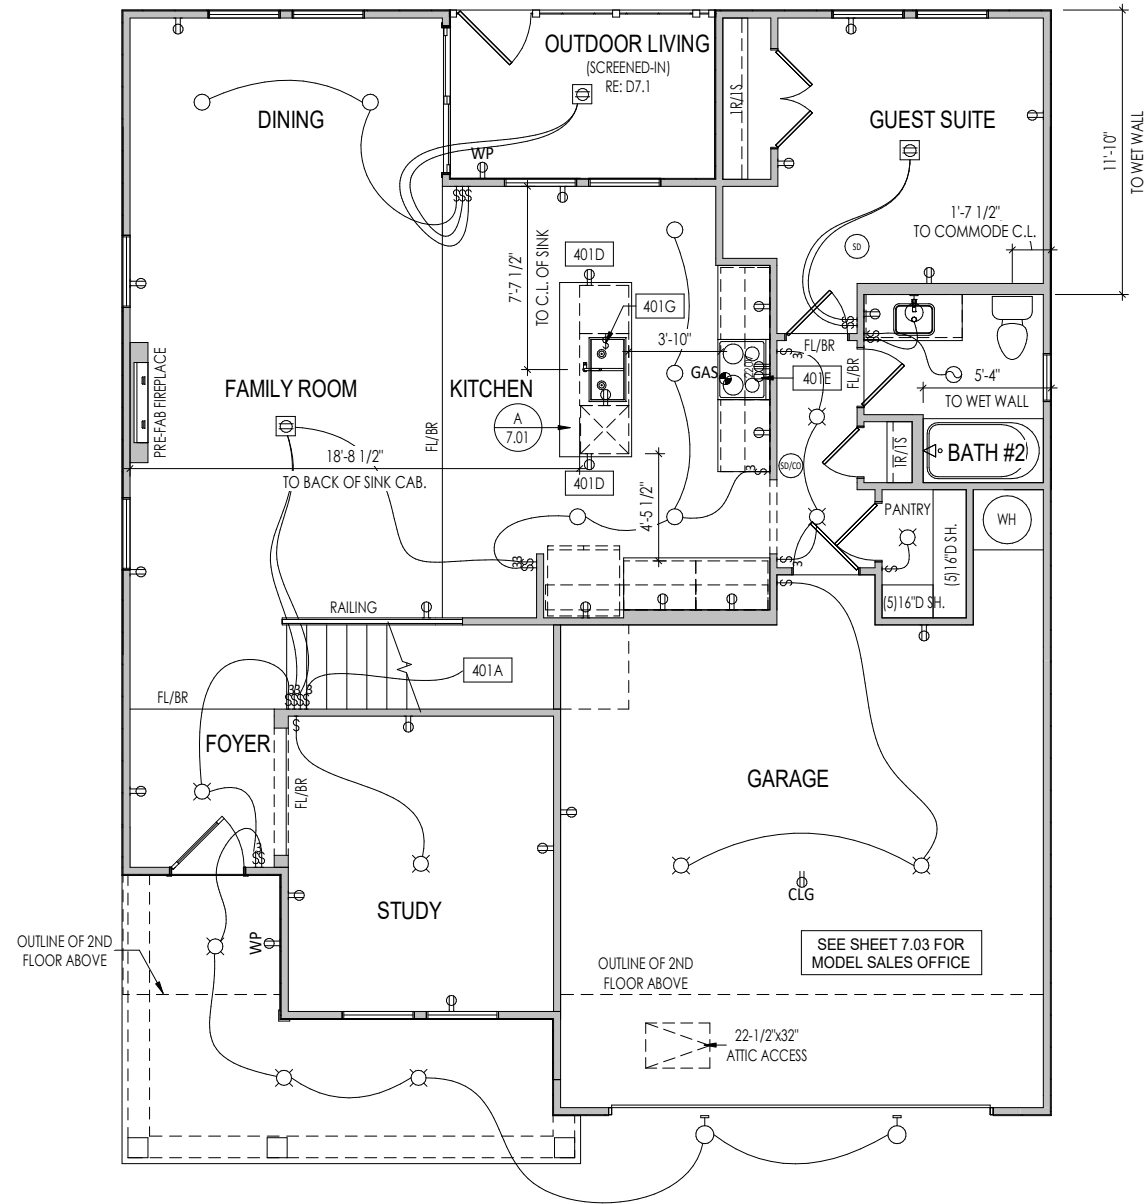 OUTDOOR LIVING
(SCREENED-IN)
RE: D7.1
DINING
GUEST SUITE
1R/1S
WP
11'-10"
TO WET WALL
1'-7 1/2"
TO COMMODE C.L.
SD
401D
7'-7 1/2"
TO C.L. OF SINK
401G
3'-10"
FL/BR
FL/BR
PRE-FAB FIREPLACE
FAMILY ROOM
KITCHEN
GAS
220V
401E
5'-4"
TO WET WALL
A
7.01
FL/BR
18'-8 1/2"
TO BACK OF SINK CAB.
401D
SD/CO
1R/1S
BATH #2
4'-5 1/2"
PANTRY
WH
(5)16"D SH.
(5)16"D SH.
RAILING
401A
FL/BR
FOYER
FL/BR
GARAGE
CLG
STUDY
WP
OUTLINE OF 2ND
FLOOR ABOVE
SEE SHEET 7.03 FOR
MODEL SALES OFFICE
OUTLINE OF 2ND
FLOOR ABOVE
22-1/2"x32"
ATTIC ACCESS